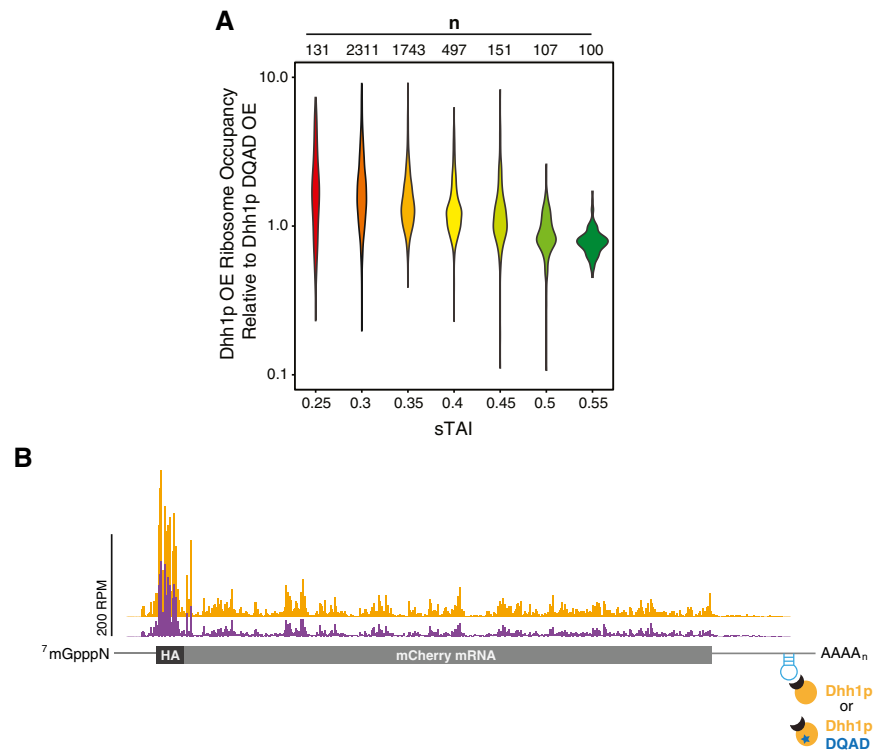 A
n
131 2311 1743 497 151 107 100
Dhh1p OE Ribosome Occupancy
Relative to Dhh1p DQAD OE
10.0
1.0
0.1
0.25 0.3 0.35 0.4 0.45 0.5 0.55
sTAI
B
200 RPM
7mGpppN HA mCherry mRNA AAAAn
Dhh1p
or
Dhh1p
DQAD